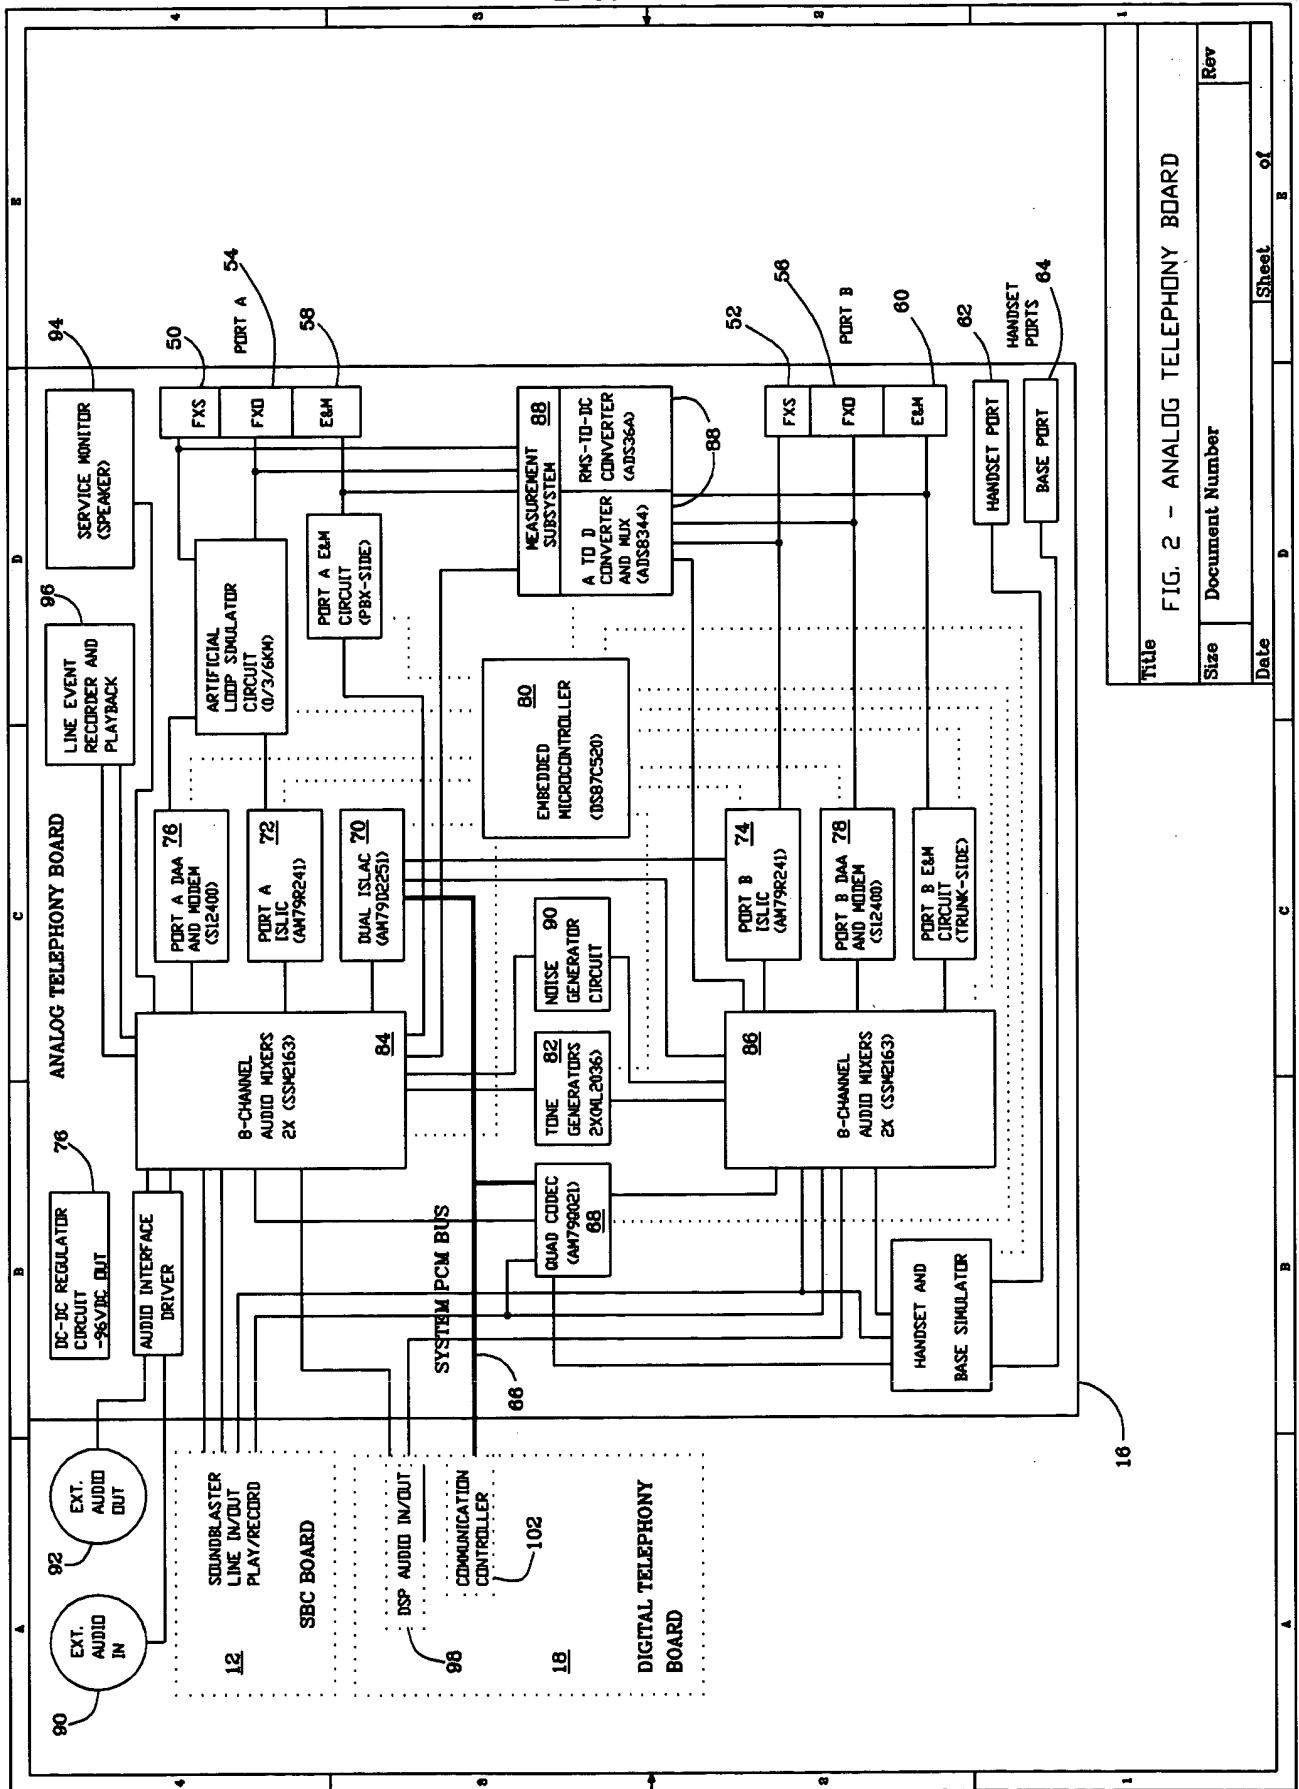 ANALOG TELEPHONY BOARD
EXT.
AUDIO
IN
90
EXT.
AUDIO
OUT
92
DC-DC REGULATOR
CIRCUIT
-96VDC OUT
76
AUDIO INTERFACE
DRIVER
LINE EVENT
RECORDER AND
PLAYBACK
96
SERVICE MONITOR
(SPEAKER)
94
SOUNDBLASTER
LINE IN/OUT
PLAY/RECORD
12
SBC BOARD
8-CHANNEL
AUDIO MIXERS
2X (SSM2163)
84
PORT A DAA
AND MODEM
(SI2400)
76
PORT A
ISLIC
(AM79R241)
72
DUAL ISLAC
(AM79D2251)
70
ARTIFICIAL
LOOP SIMULATOR
CIRCUIT
(0/3/6KM)
PORT A E&M
CIRCUIT
(PBX-SIDE)
FXS
FXO
E&M
50
54
58
PORT A
DSP AUDIO IN/OUT
98
COMMUNICATION
CONTROLLER
102
18
DIGITAL TELEPHONY
BOARD
SYSTEM PCM BUS
66
QUAD CODEC
(AM79Q021)
68
TONE
GENERATORS
2X(ML2036)
82
NOISE
GENERATOR
CIRCUIT
90
EMBEDDED
MICROCONTROLLER
(DS87C520)
80
MEASUREMENT
SUBSYSTEM
88
A TO D
CONVERTER
AND MUX
(ADS8344)
RMS-TO-DC
CONVERTER
(AD536A)
88
8-CHANNEL
AUDIO MIXERS
2X (SSM2163)
86
PORT B
ISLIC
(AM79R241)
74
PORT B DAA
AND MODEM
(SI2400)
78
PORT B E&M
CIRCUIT
(TRUNK-SIDE)
FXS
FXO
E&M
52
56
60
PORT B
HANDSET AND
BASE SIMULATOR
HANDSET PORT
BASE PORT
62
64
HANDSET
PORTS
16
Title
FIG. 2 - ANALOG TELEPHONY BOARD
Size
Document Number
Rev
Date
Sheet
of
A
B
C
D
E
A
B
C
D
E
4
3
2
1
4
3
2
1